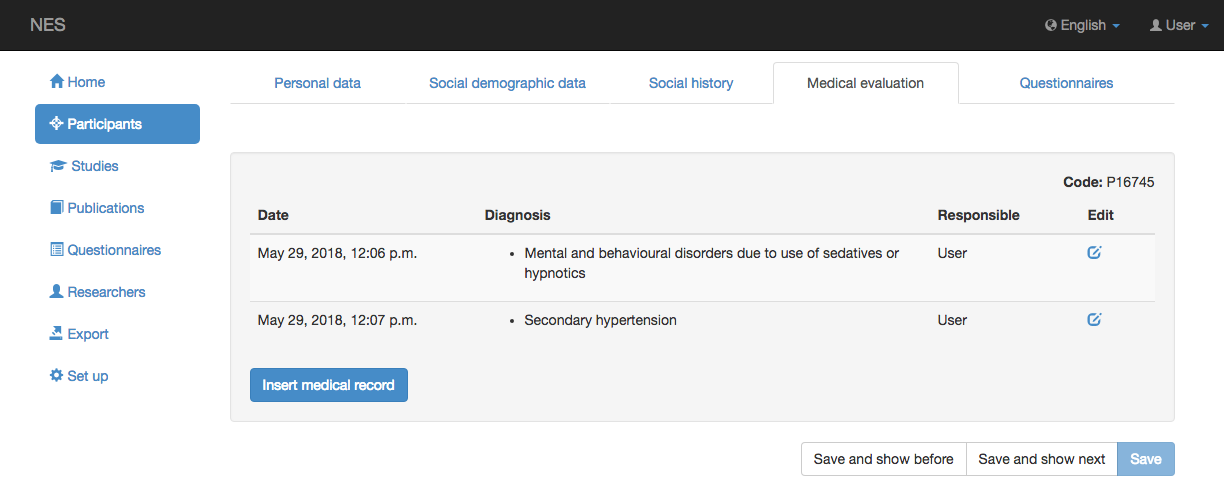 NES English User
Home
Participants
Studies
Publications
Questionnaires
Researchers
Export
Set up
Personal data Social demographic data Social history Medical evaluation Questionnaires
Code: P16745
Date Diagnosis Responsible Edit
May 29, 2018, 12:06 p.m. • Mental and behavioural disorders due to use of sedatives or User
hypnotics
May 29, 2018, 12:07 p.m. • Secondary hypertension User
Insert medical record
Save and show before Save and show next Save